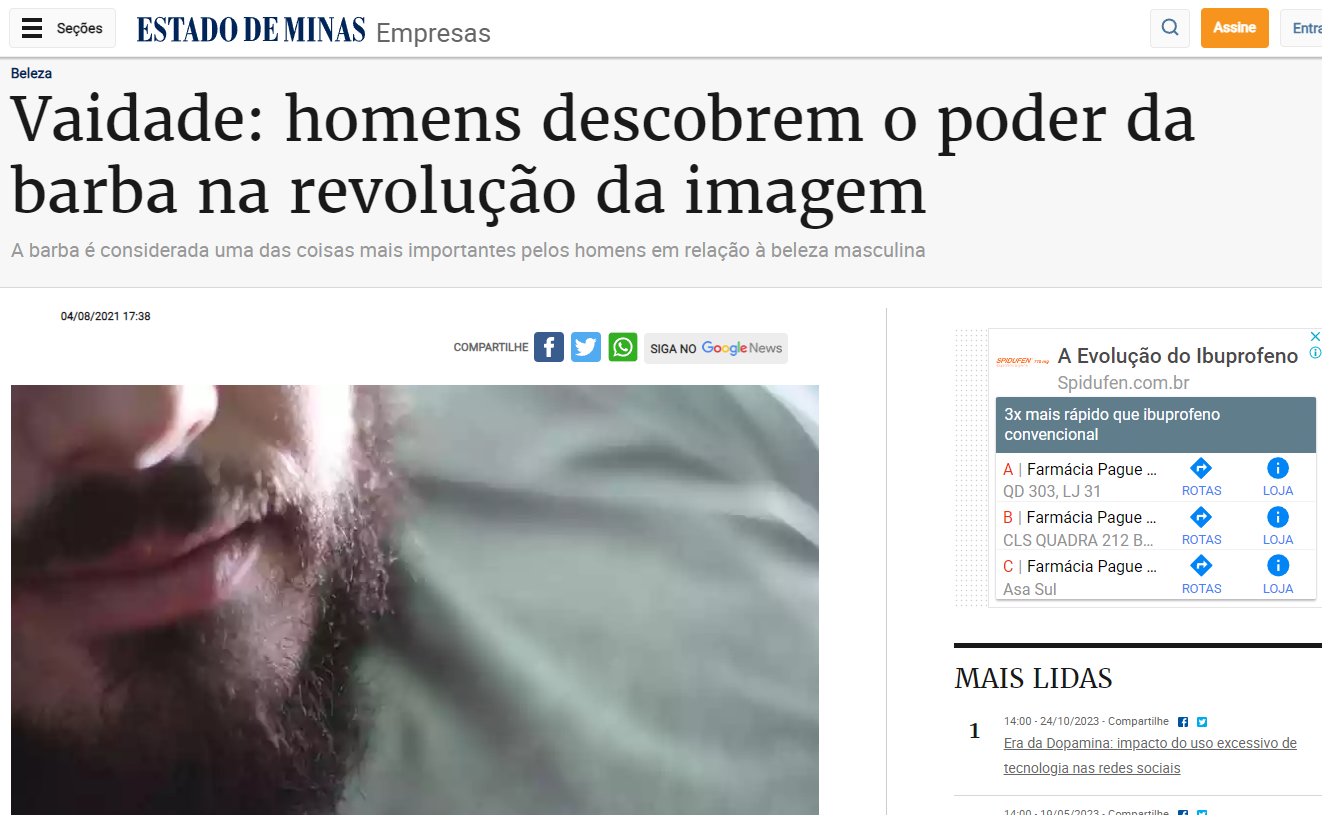 Seções
ESTADO DE MINAS Empresas
Assine
Beleza
Vaidade: homens descobrem o poder da
barba na revolução da imagem
A barba é considerada uma das coisas mais importantes pelos homens em relação à beleza masculina
04/08/2021 17:38
COMPARTILHE
SIGA NO Google News
A Evolução do Ibuprofeno
Spidufen.com.br
3x mais rápido que ibuprofeno
convencional
A | Farmácia Pague ...
QD 303, LJ 31
ROTAS
LOJA
B | Farmácia Pague ...
CLS QUADRA 212 B...
ROTAS
LOJA
C | Farmácia Pague ...
Asa Sul
ROTAS
LOJA
MAIS LIDAS
1
14:00 - 24/10/2023 - Compartilhe
Era da Dopamina: impacto do uso excessivo de
tecnologia nas redes sociais
14:00 - 19/05/2023 - Compartilhe